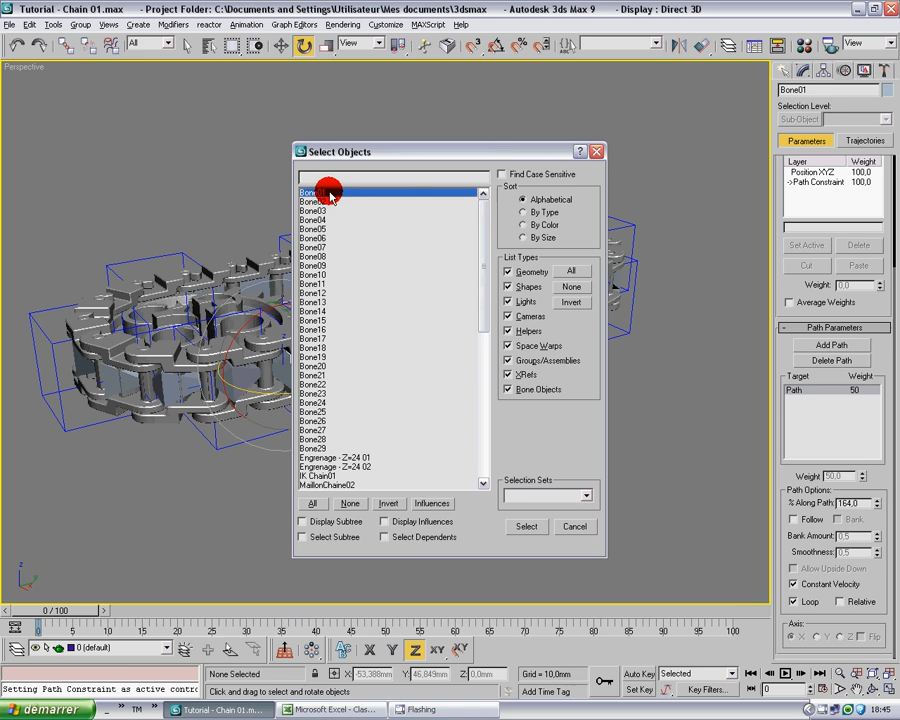 Tutorial - Chain 01.max - Project Folder: C:\Documents and Settings\Utilisateur\Mes documents\3dsmax - Autodesk 3ds Max 9 - Display : Direct 3D
File Edit Tools Group Views Create Modifiers reactor Animation Graph Editors Rendering Customize MAXScript Help
All View View
Perspective
Select Objects
Find Case Sensitive
Sort
Alphabetical
By Type
By Color
By Size
List Types:
Geometry All
Shapes None
Lights Invert
Cameras
Helpers
Space Warps
Groups/Assemblies
XRefs
Bone Objects
Bone03
Bone04
Bone05
Bone06
Bone07
Bone08
Bone09
Bone10
Bone11
Bone12
Bone13
Bone14
Bone15
Bone16
Bone17
Bone18
Bone19
Bone20
Bone21
Bone22
Bone23
Bone24
Bone25
Bone26
Bone27
Bone28
Bone29
Engrenage - Z=24 01
Engrenage - Z=24 02
IK Chain01
MaillonChaine02
Selection Sets
All None Invert Influences
Display Subtree Display Influences
Select Subtree Select Dependents
Select Cancel
Bone01
Selection Level:
Sub-Object
Parameters Trajectories
Layer Weight
Position XYZ 100,0
->Path Constraint 100,0
Set Active Delete
Cut Paste
Weight: 0,0
Average Weights
- Path Parameters
Add Path
Delete Path
Target Weight
Path 50
Weight 50,0
Path Options:
% Along Path: 164,0
Follow Bank
Bank Amount: 0,5
Smoothness: 0,5
Allow Upside Down
Constant Velocity
Loop Relative
Axis:
X Y Z Flip
z
0 / 100
0 5 10 15 20 25 30 35 40 45 50 55 60 65 70 75 80 85 90 95 100
0 (default)
X Y Z XY XY
None Selected X: -53,388mm Y: 46,849mm Z: 0,0mm Grid = 10,0mm
Auto Key Selected
Setting Path Constraint as active contro
Click and drag to select and rotate objects
Add Time Tag
Set Key Key Filters...
0
démarrer
TM
Tutorial - Chain 01.m...
Microsoft Excel - Clas...
Flashing
18:45